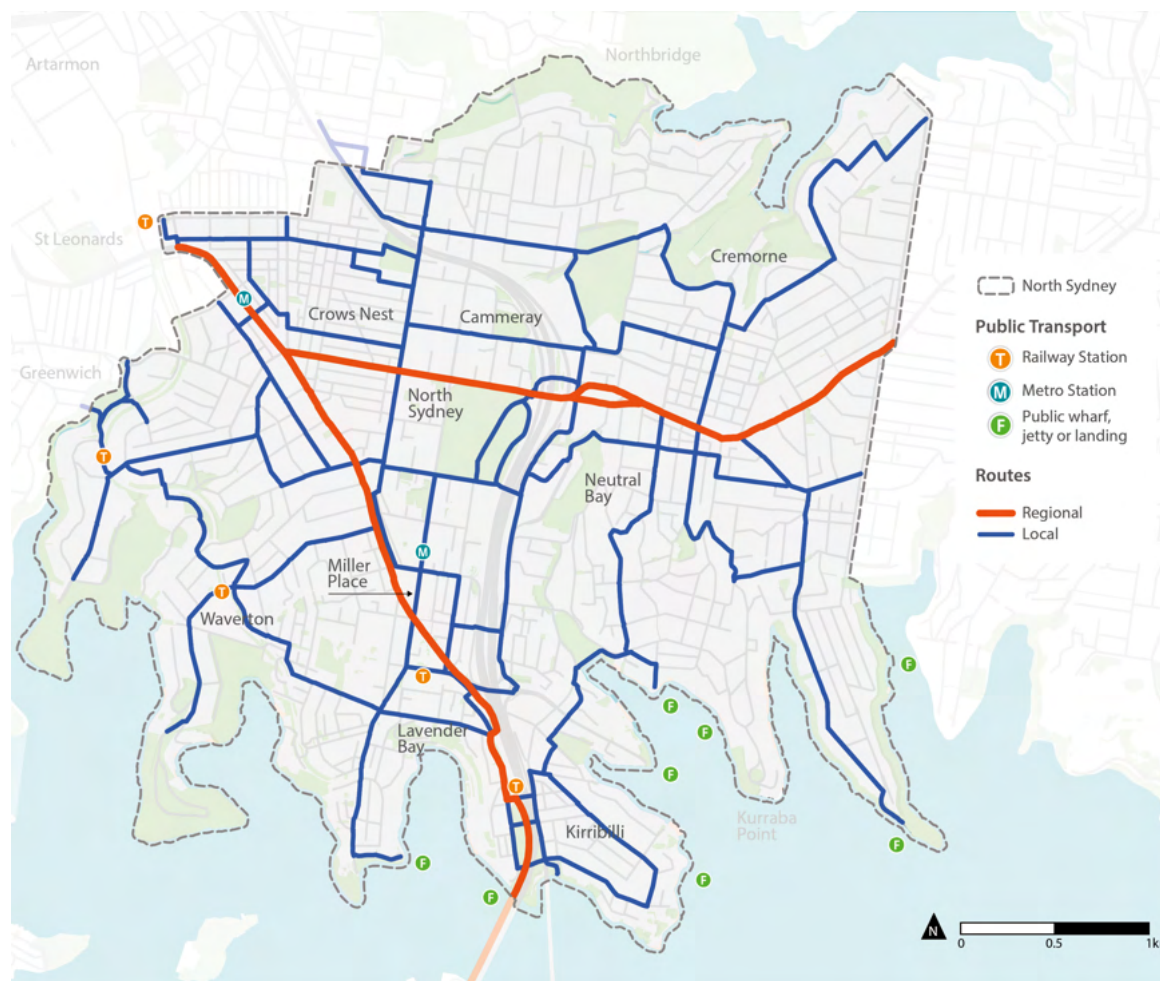 Artarmon
Northbridge
T
St Leonards
Cremorne
M
Crows Nest
Cammeray
Greenwich
North
Sydney
T
Neutral
Bay
M
Miller
Place
T
Waverton
F
T
F
F
Lavender
Bay
F
T
Kurraba
Point
Kirribilli
F
F
F
F
North Sydney
Public Transport
T Railway Station
M Metro Station
F Public wharf,
jetty or landing
Routes
Regional
Local
N
0 0.5 1k